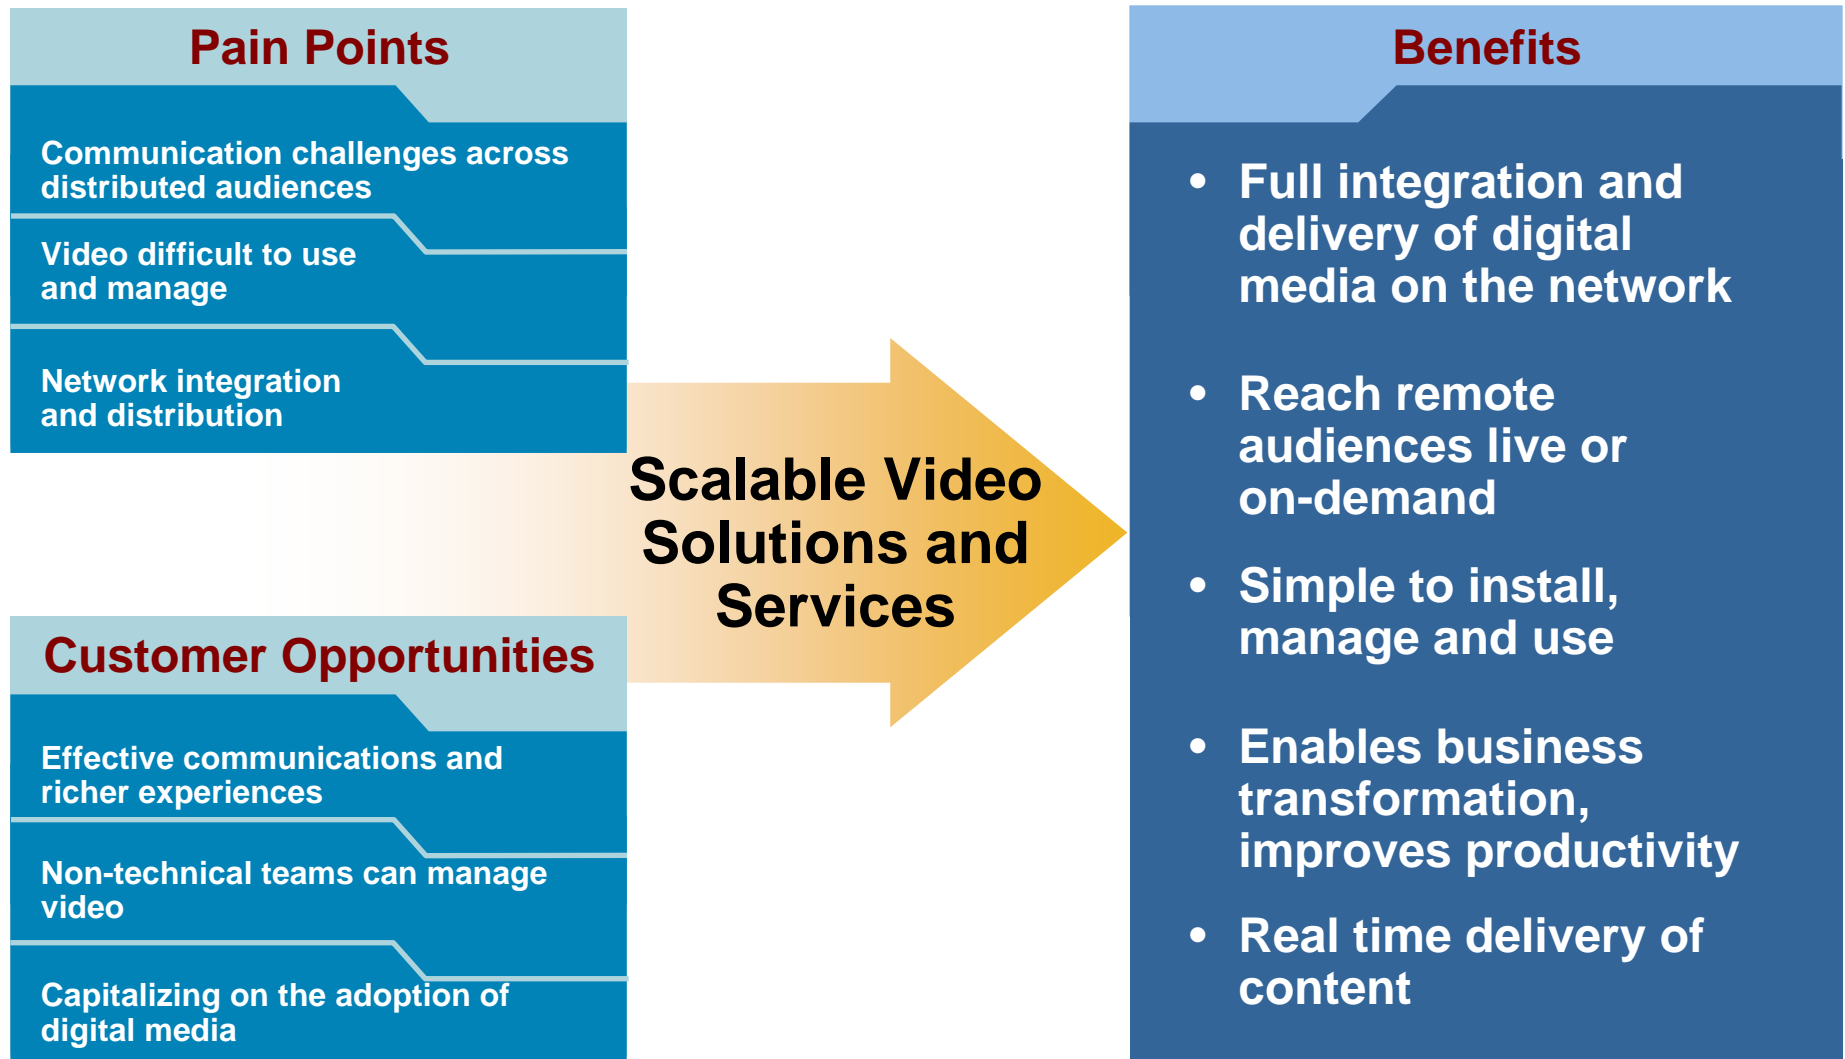 Pain Points
Communication challenges across
distributed audiences
Video difficult to use
and manage
Network integration
and distribution
Customer Opportunities
Effective communications and
richer experiences
Non-technical teams can manage
video
Capitalizing on the adoption of
digital media
Scalable Video
Solutions and
Services
Benefits
• Full integration and
delivery of digital
media on the network
• Reach remote
audiences live or
on-demand
• Simple to install,
manage and use
• Enables business
transformation,
improves productivity
• Real time delivery of
content